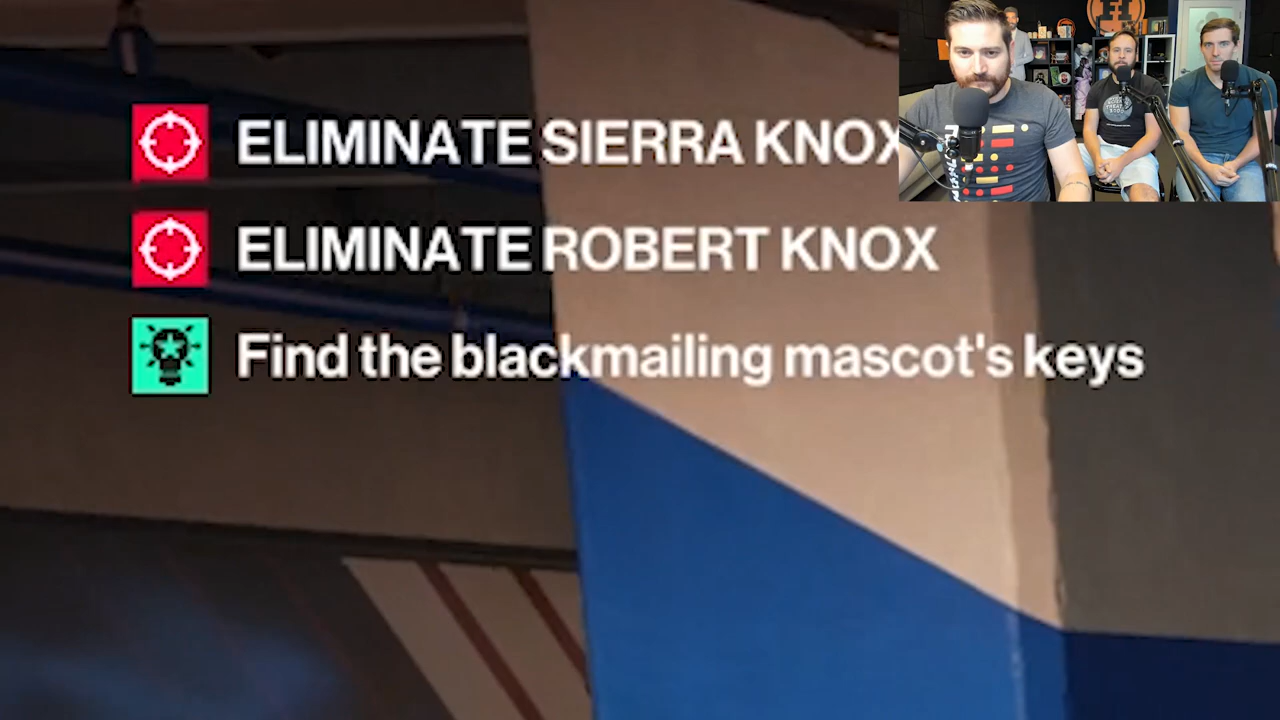 ELIMINATE SIERRA KNOX
ELIMINATE ROBERT KNOX
Find the blackmailing mascot's keys